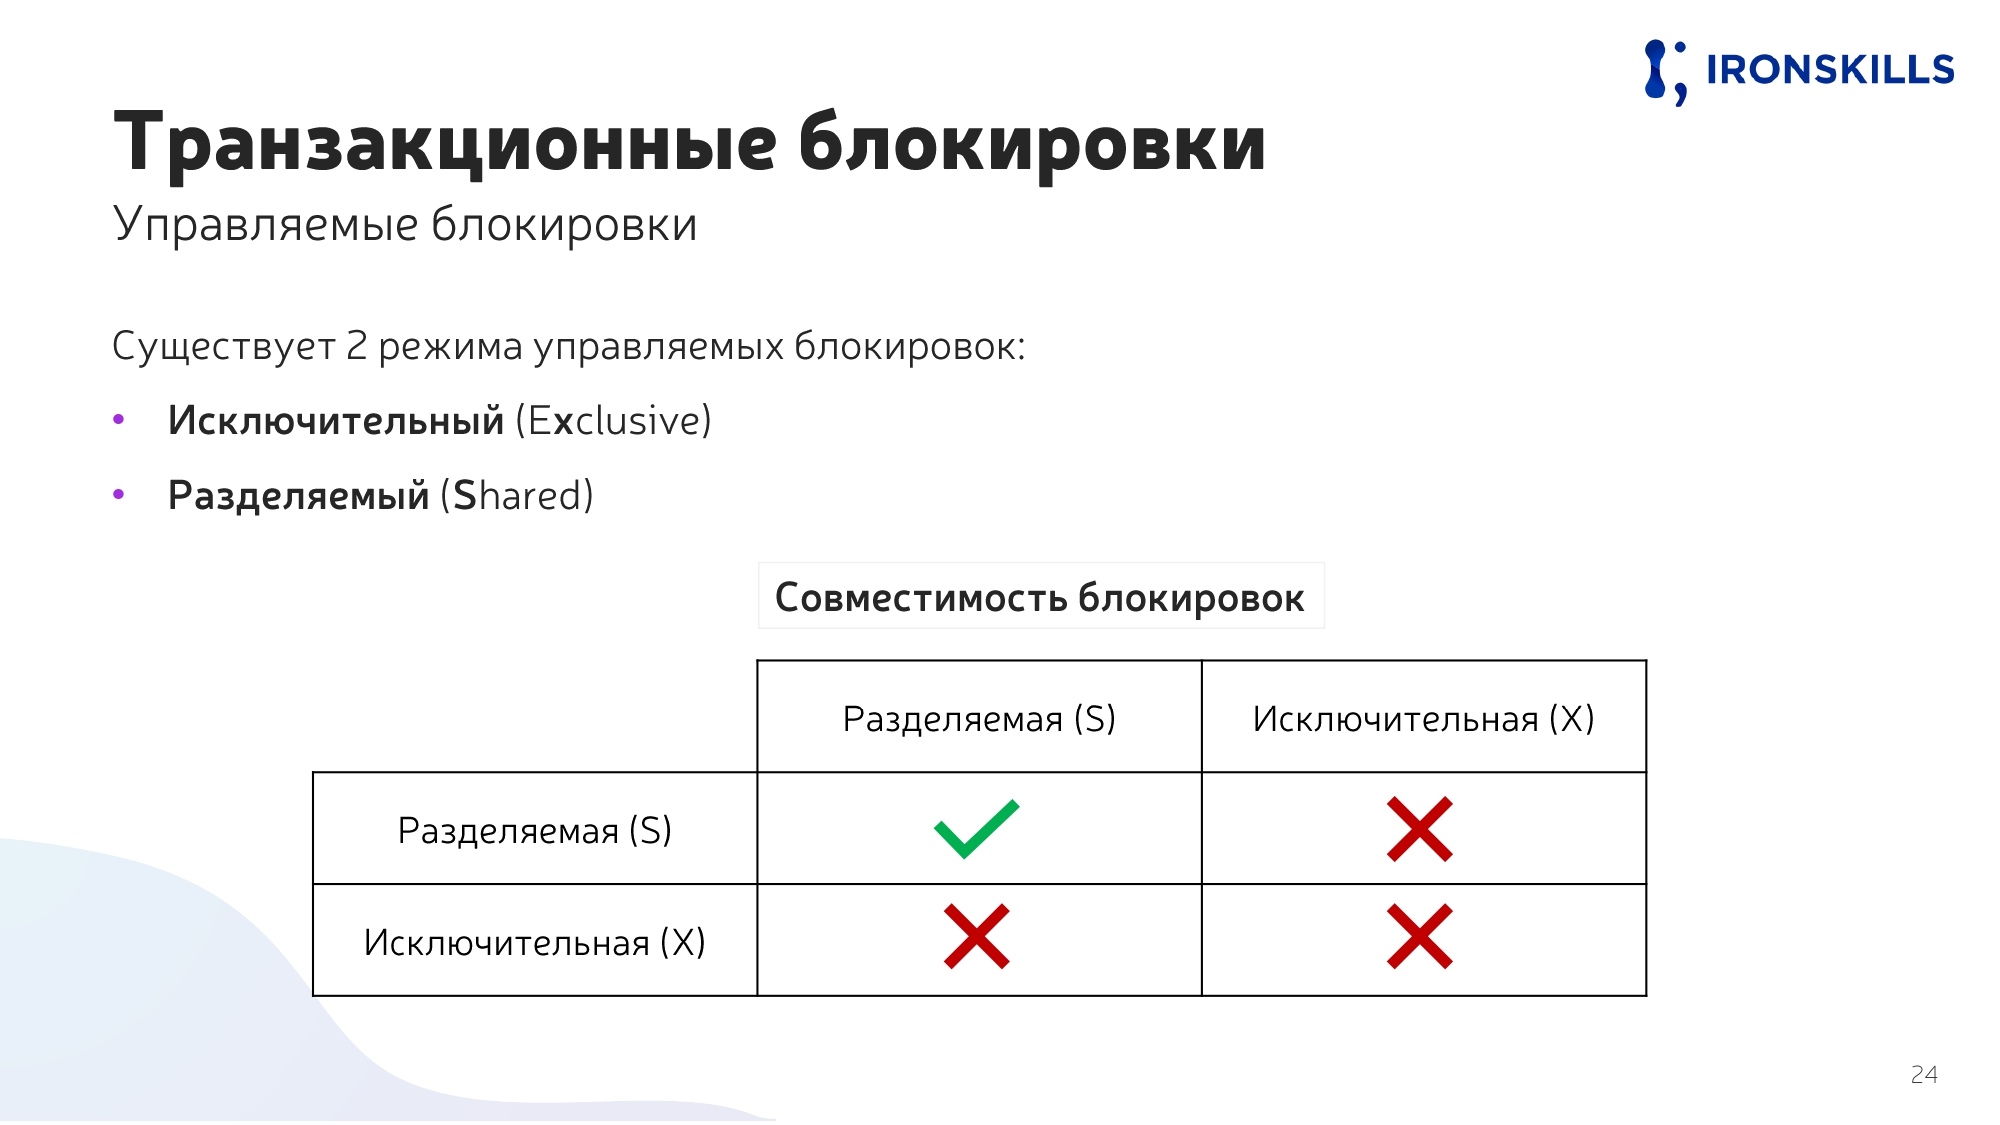 IRONSKILLS
Транзакционные блокировки
Управляемые блокировки
Существует 2 режима управляемых блокировок:
• Исключительный (Exclusive)
• Разделяемый (Shared)
Совместимость блокировок
Разделяемая (S) Исключительная (X)
Разделяемая (S)
Исключительная (X)
24